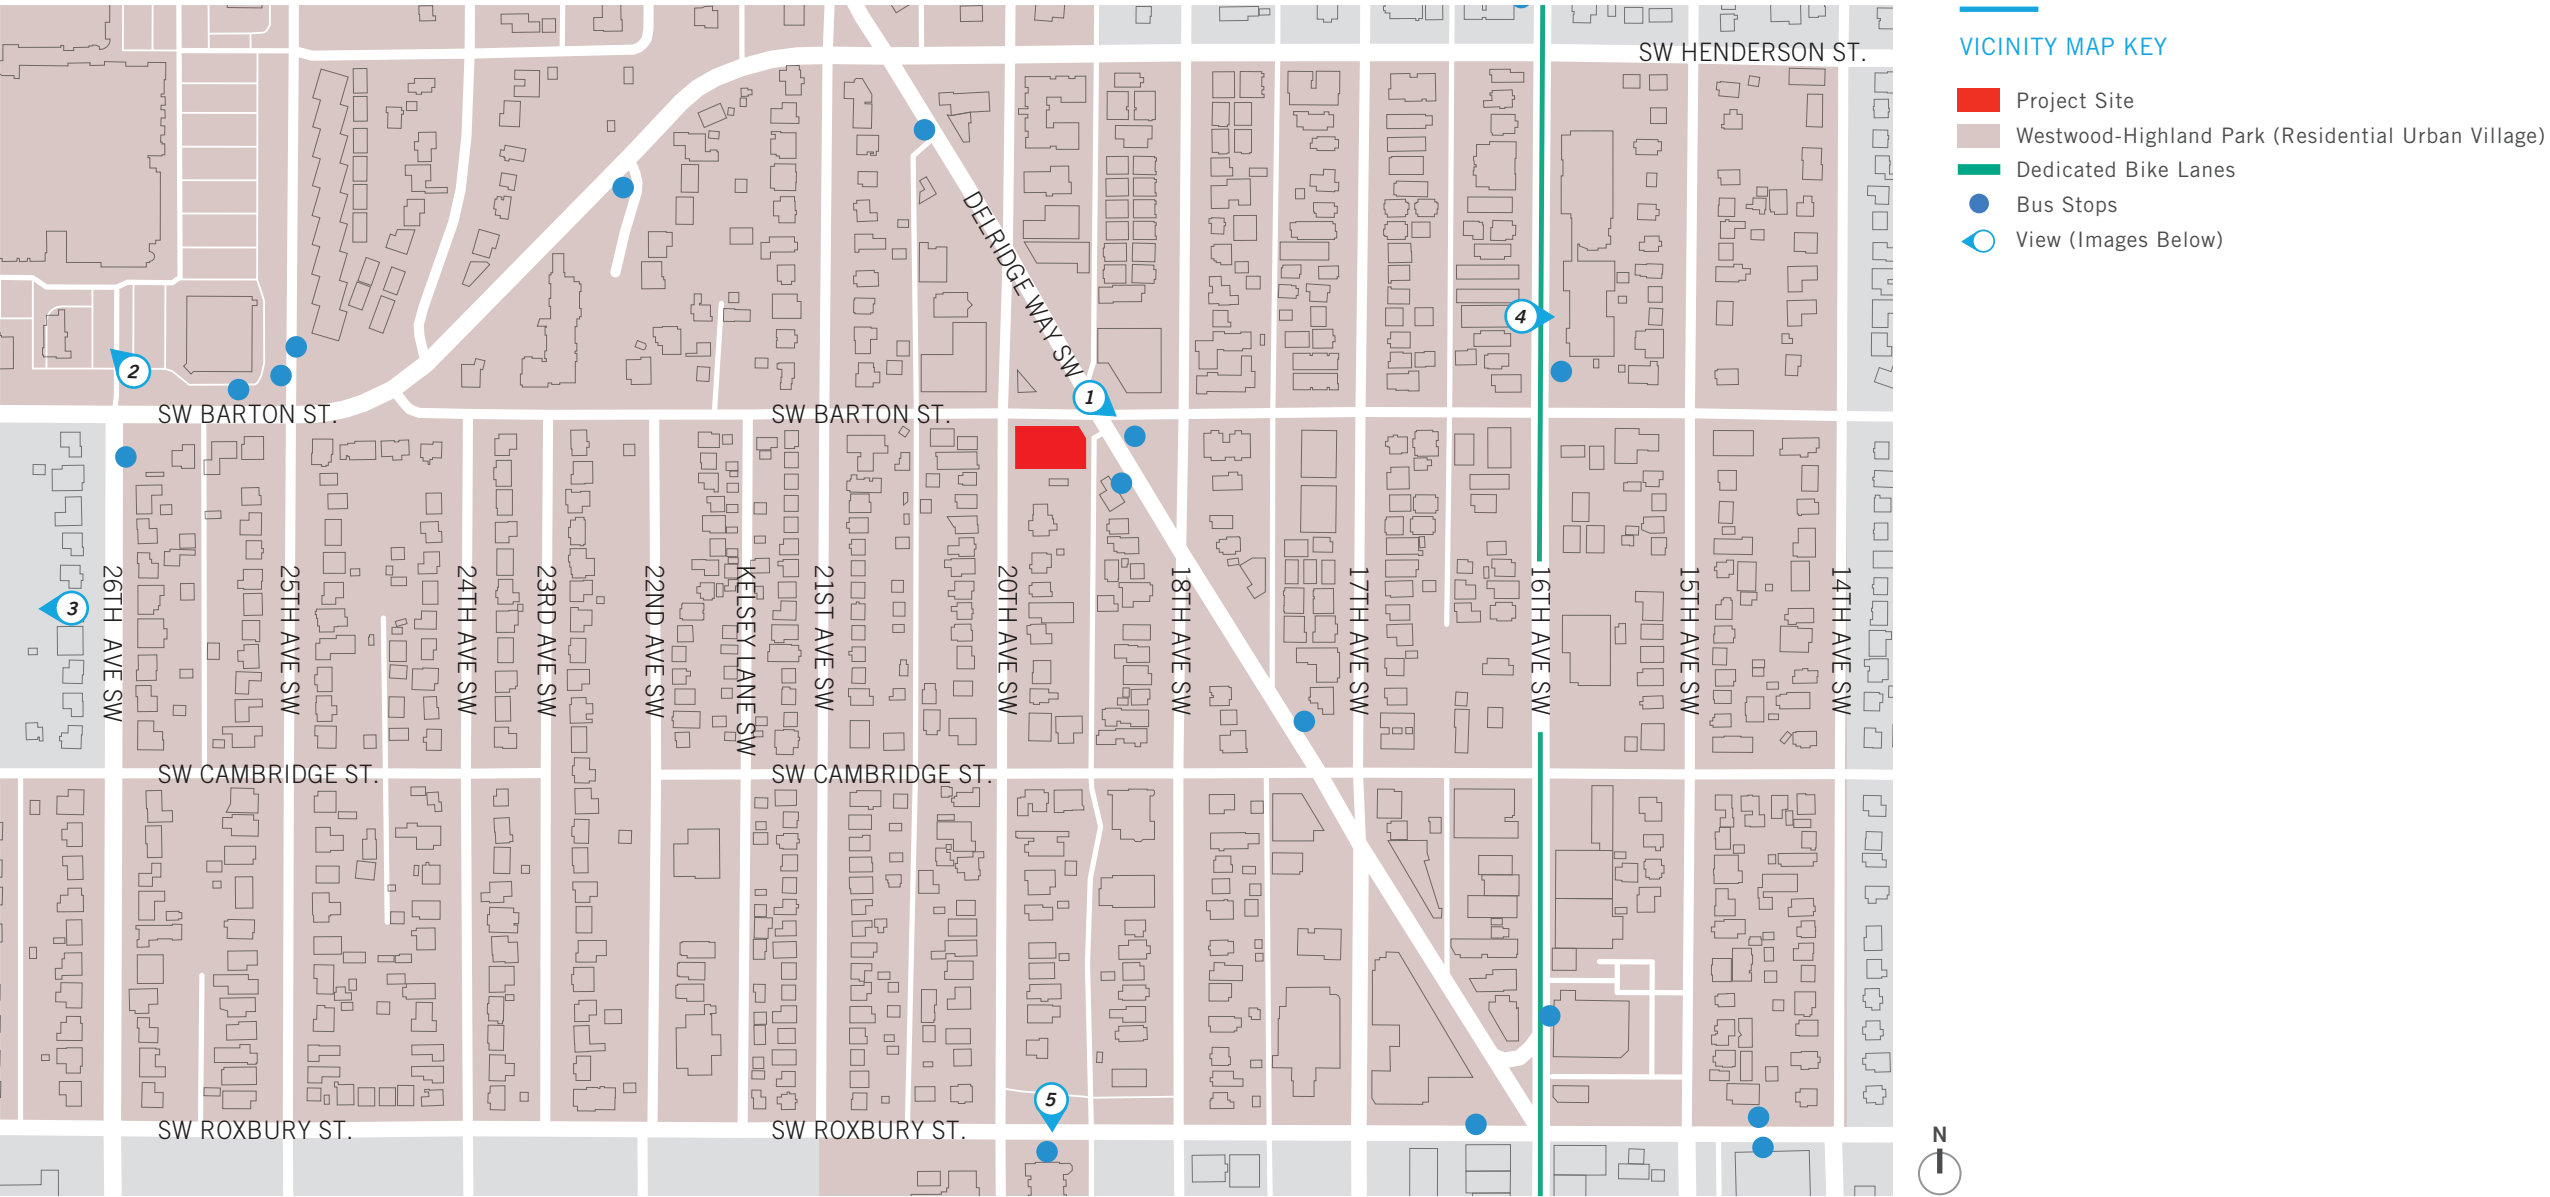 SW HENDERSON ST.
DELRIDGE WAY SW
4
2
1
SW BARTON ST.
SW BARTON ST.
3
26TH AVE SW
25TH AVE SW
24TH AVE SW
23RD AVE SW
22ND AVE SW
KELSEY LANE SW
21ST AVE SW
20TH AVE SW
18TH AVE SW
17TH AVE SW
16TH AVE SW
15TH AVE SW
14TH AVE SW
SW CAMBRIDGE ST.
SW CAMBRIDGE ST.
5
SW ROXBURY ST.
SW ROXBURY ST.
VICINITY MAP KEY
Project Site
Westwood-Highland Park (Residential Urban Village)
Dedicated Bike Lanes
Bus Stops
View (Images Below)
N